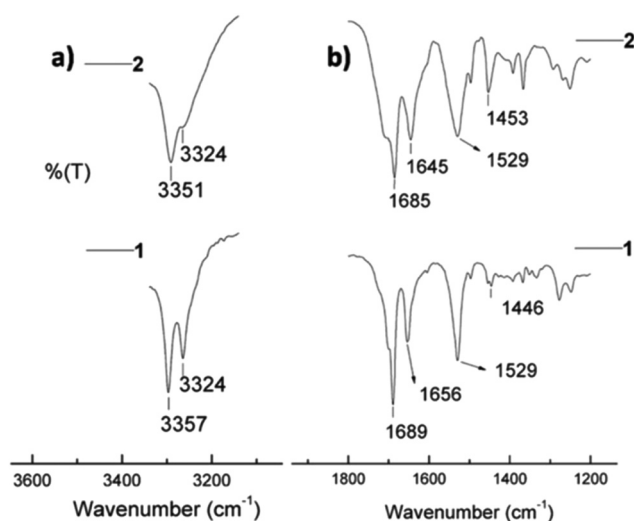 a)
2
3324
3351
%(T)
1
3324
3357
3600 3400 3200
Wavenumber (cm⁻¹)
b)
2
1453
1645
1529
1685
1
1446
1656
1529
1689
1800 1600 1400 1200
Wavenumber (cm⁻¹)